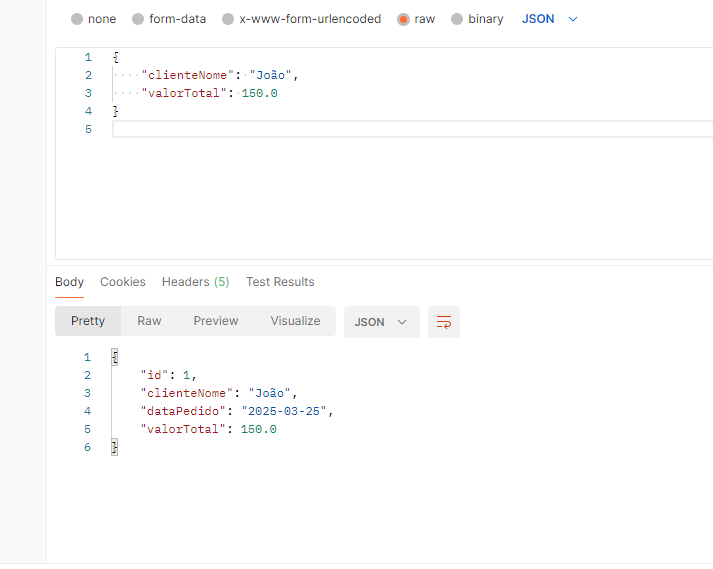 none form-data x-www-form-urlencoded raw binary JSON
1 {
2 ····"clienteNome":·"João",
3 ····"valorTotal":·150.0
4 }
5
Body Cookies Headers (5) Test Results
Pretty Raw Preview Visualize JSON
1 {
2 "id": 1,
3 "clienteNome": "João",
4 "dataPedido": "2025-03-25",
5 "valorTotal": 150.0
6 }